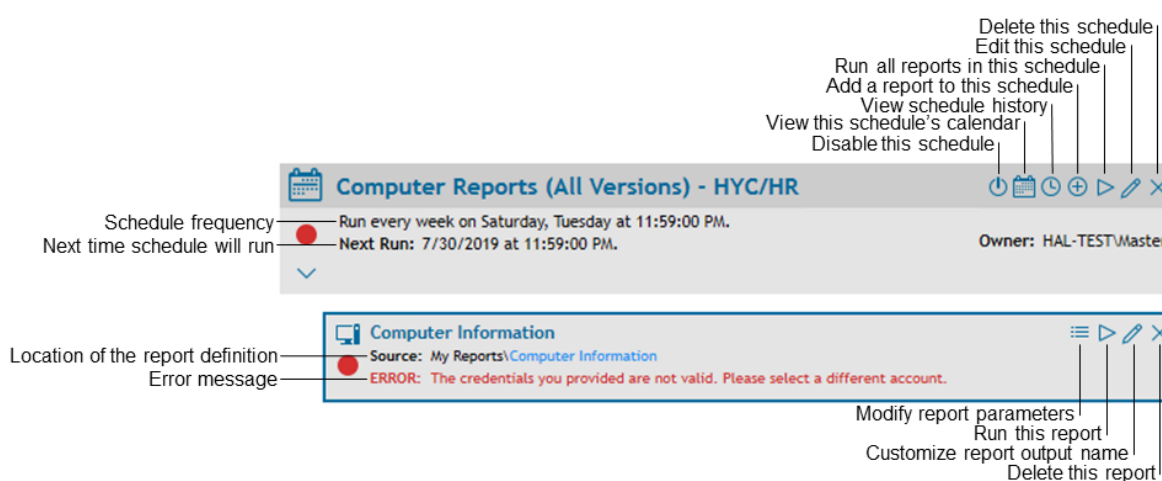 Delete this schedule
Edit this schedule
Run all reports in this schedule
Add a report to this schedule
View schedule history
View this schedule's calendar
Disable this schedule
Computer Reports (All Versions) - HYC/HR
Schedule frequency
Run every week on Saturday, Tuesday at 11:59:00 PM.
Next time schedule will run
Next Run: 7/30/2019 at 11:59:00 PM.
Owner: HAL-TEST\Master
Computer Information
Location of the report definition
Source: My Reports\Computer Information
Error message
ERROR: The credentials you provided are not valid. Please select a different account.
Modify report parameters
Run this report
Customize report output name
Delete this report